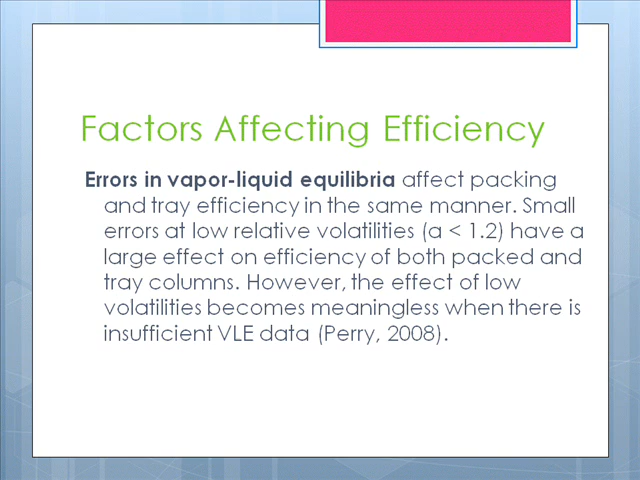 Factors Affecting Efficiency
Errors in vapor-liquid equilibria affect packing
and tray efficiency in the same manner. Small
errors at low relative volatilities (α < 1.2) have a
large effect on efficiency of both packed and
tray columns. However, the effect of low
volatilities becomes meaningless when there is
insufficient VLE data (Perry, 2008).